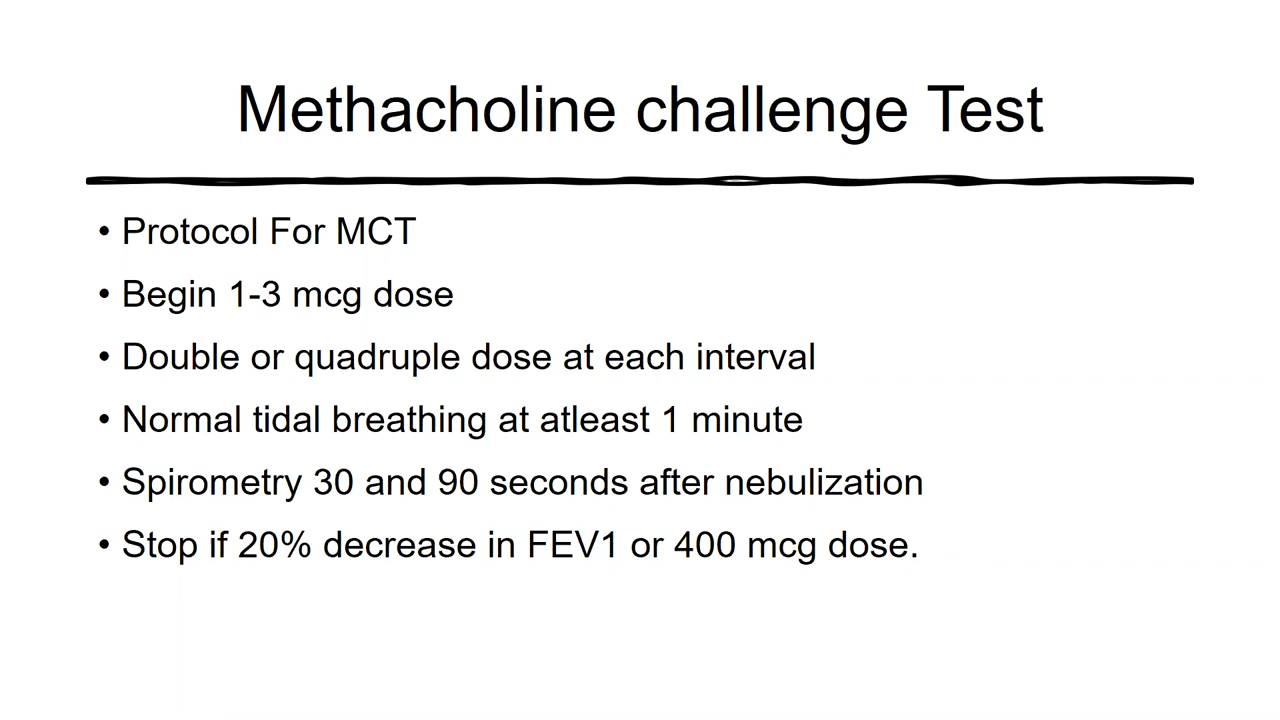 Methacholine challenge Test
• Protocol For MCT
• Begin 1-3 mcg dose
• Double or quadruple dose at each interval
• Normal tidal breathing at atleast 1 minute
• Spirometry 30 and 90 seconds after nebulization
• Stop if 20% decrease in FEV1 or 400 mcg dose.